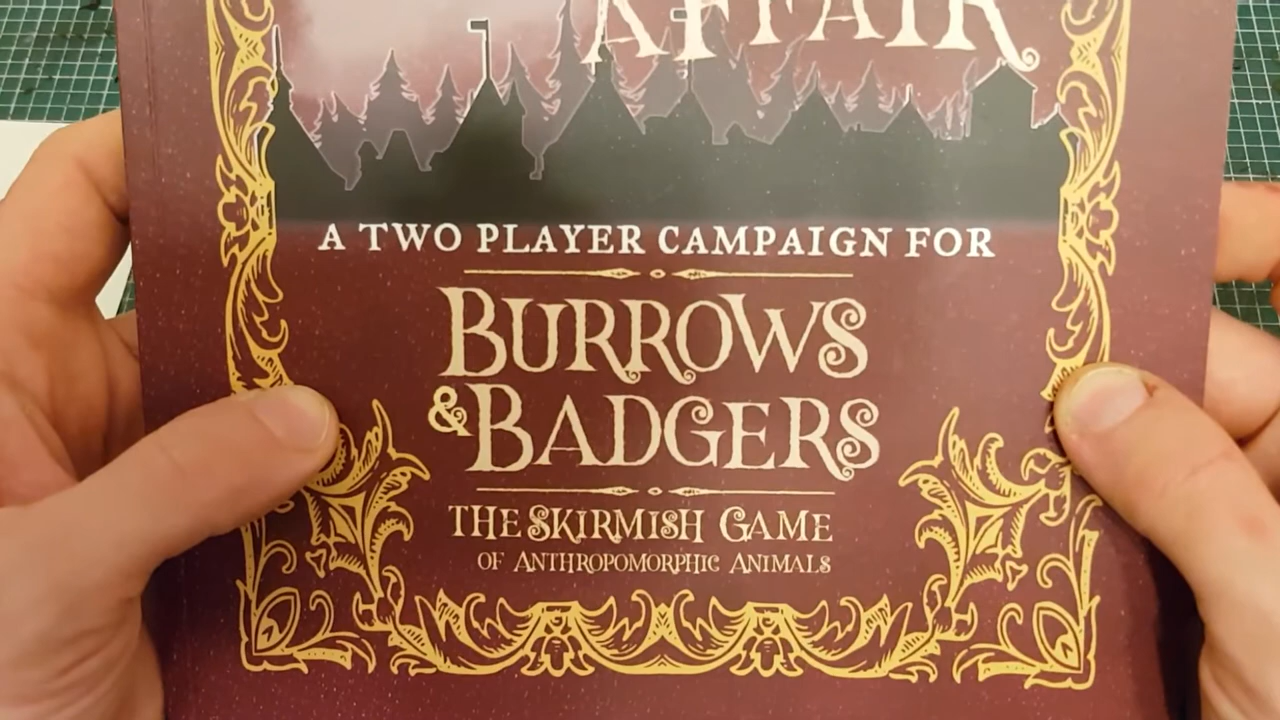 AFFAIR
A TWO PLAYER CAMPAIGN FOR
BURROWS
& BADGERS
THE SKIRMISH GAME
OF ANTHROPOMORPHIC ANIMALS